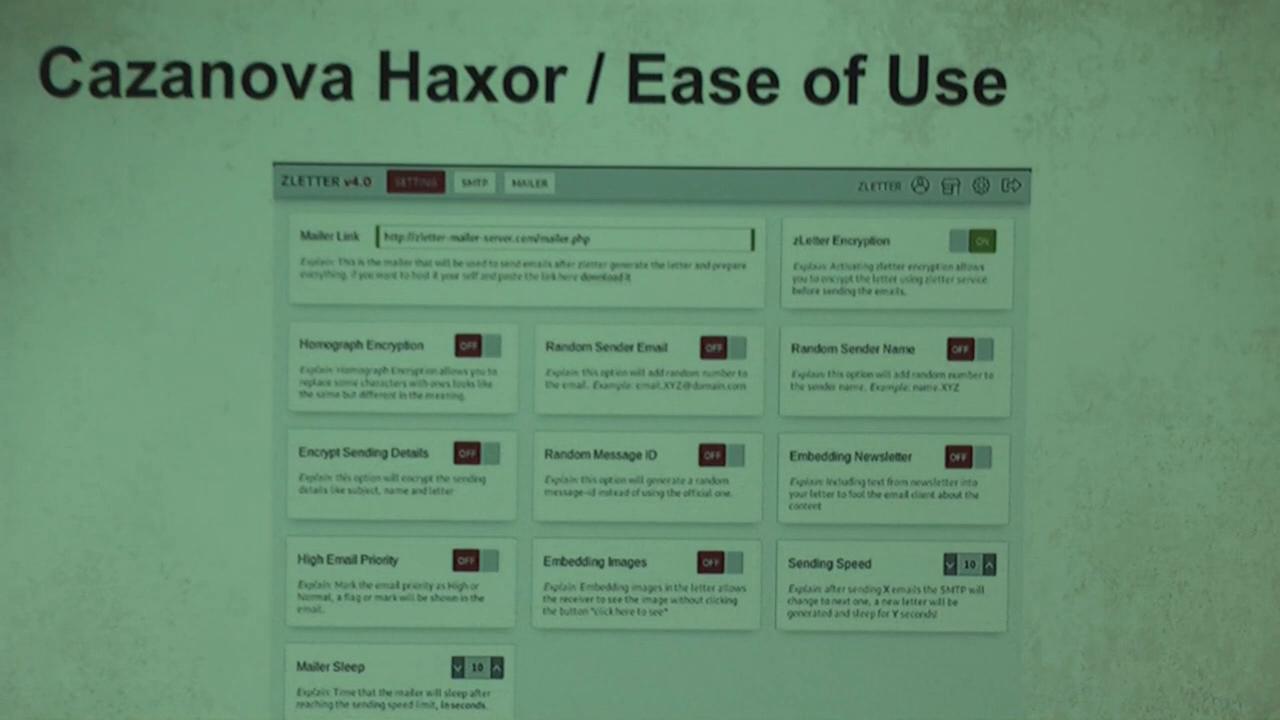 Cazanova Haxor / Ease of Use
ZLETTER v4.0 SETTING SMTP MAILER ZLETTER
Mailer Link http://zletter-mailer-server.com/mailer.php
Explain: This is the mailer that will be used to send emails after zletter generate the letter and prepare
everything, if you want to host it your self and paste the link here download it
zLetter Encryption ON
Explain: Activating zletter encryption allows
you to encrypt the letter using zletter service
before sending the emails.
Homograph Encryption OFF
Explain: Homograph Encryption allows you to
replace some characters with ones looks like
the same but different in the meaning.
Random Sender Email OFF
Explain: this option will add random number to
the email. Example: email.XYZ@domain.com
Random Sender Name OFF
Explain: this option will add random number to
the sender name. Example: name.XYZ
Encrypt Sending Details OFF
Explain: this option will encrypt the sending
details like subject, name and letter
Random Message ID OFF
Explain: this option will generate a random
message-id instead of using the official one.
Embedding Newsletter OFF
Explain: Including text from newsletter into
your letter to fool the email client about the
content
High Email Priority OFF
Explain: Mark the email priority as High or
Normal, a flag or mark will be shown in the
email.
Embedding Images OFF
Explain: Embedding images in the letter allows
the receiver to see the image without clicking
the button "click here to see"
Sending Speed 10
Explain: after sending X emails the SMTP will
change to next one, a new letter will be
generated and sleep for Y seconds!
Mailer Sleep 10
Explain: Time that the mailer will sleep after
reaching the sending speed limit, in seconds.